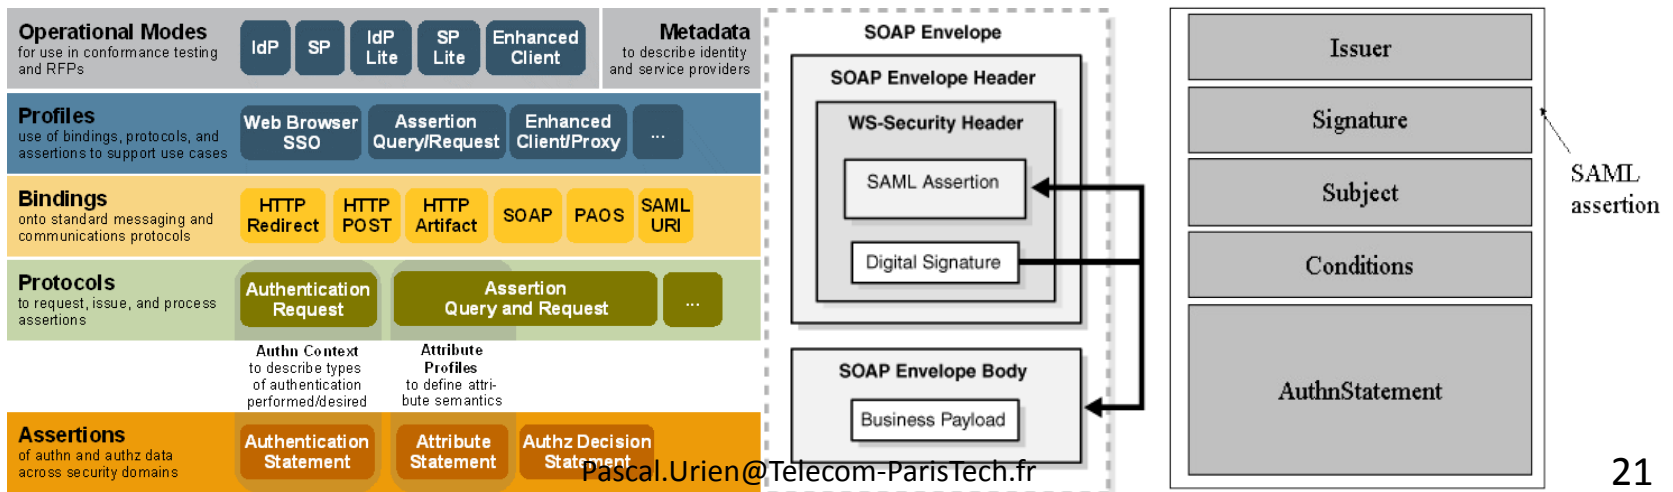 Operational Modes
for use in conformance testing
and RFPs
IdP
SP
IdP
Lite
SP
Lite
Enhanced
Client
Metadata
to describe identity
and service providers
Profiles
use of bindings, protocols, and
assertions to support use cases
Web Browser
SSO
Assertion
Query/Request
Enhanced
Client/Proxy
...
Bindings
onto standard messaging and
communications protocols
HTTP
Redirect
HTTP
POST
HTTP
Artifact
SOAP
PAOS
SAML
URI
Protocols
to request, issue, and process
assertions
Authentication
Request
Assertion
Query and Request
...
Authn Context
to describe types
of authentication
performed/desired
Attribute
Profiles
to define attri-
bute semantics
Assertions
of authn and authz data
across security domains
Authentication
Statement
Attribute
Statement
Authz Decision
Statement
SOAP Envelope
SOAP Envelope Header
WS-Security Header
SAML Assertion
Digital Signature
SOAP Envelope Body
Business Payload
Issuer
Signature
Subject
Conditions
AuthnStatement
SAML
assertion
Pascal.Urien@Telecom-ParisTech.fr
21